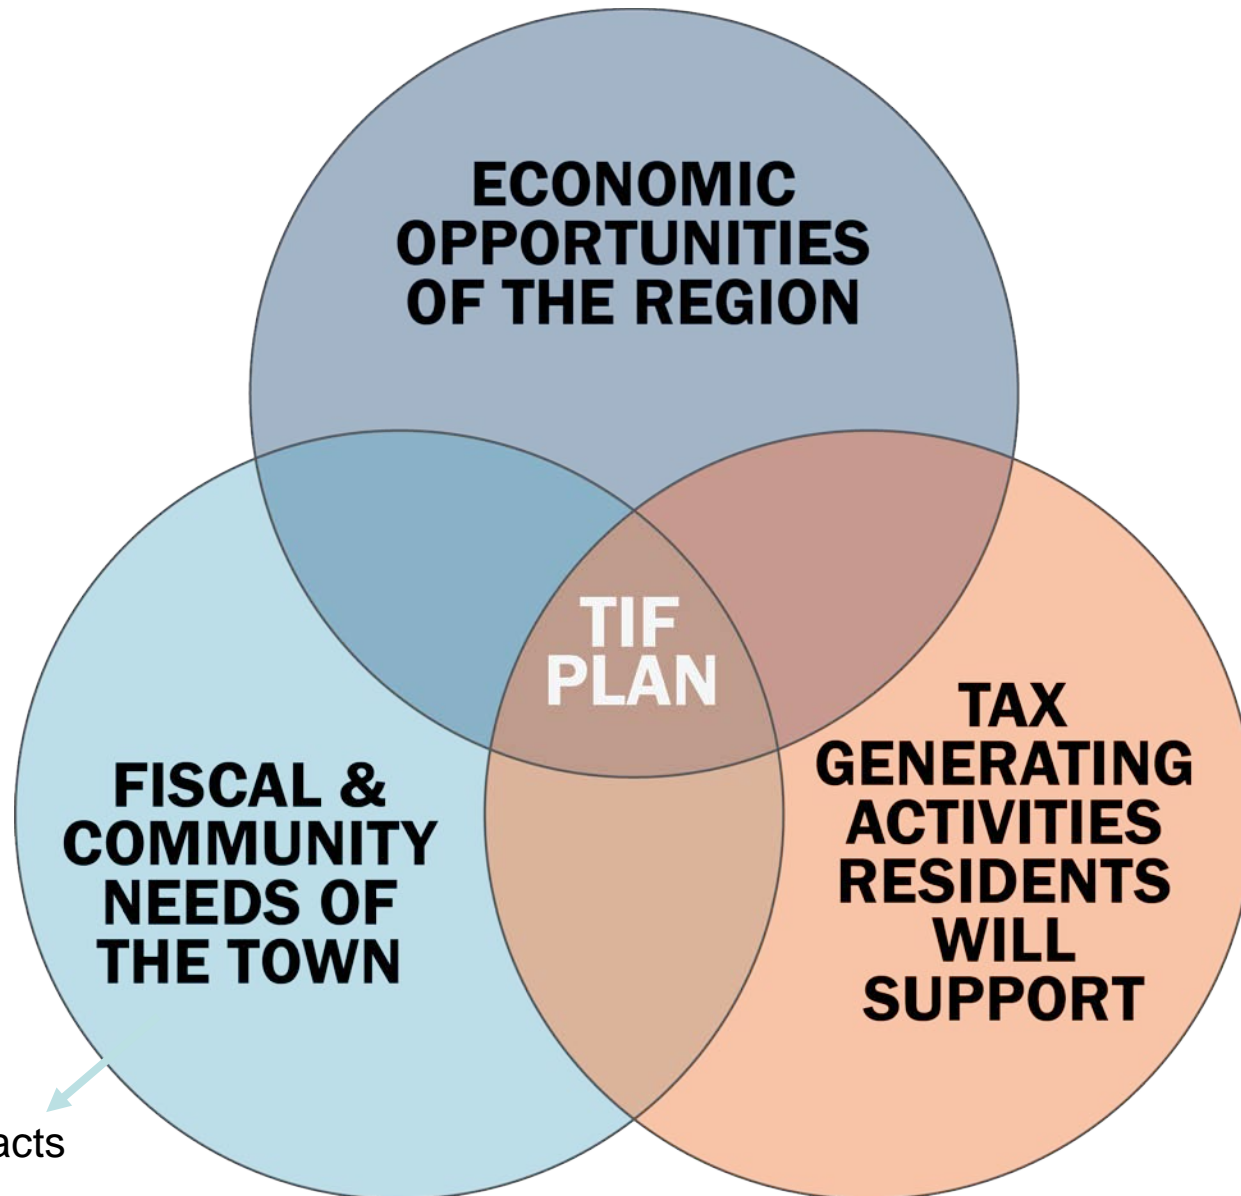 ECONOMIC
OPPORTUNITIES
OF THE REGION
TIF
PLAN
FISCAL &
COMMUNITY
NEEDS OF
THE TOWN
TAX
GENERATING
ACTIVITIES
RESIDENTS
WILL
SUPPORT